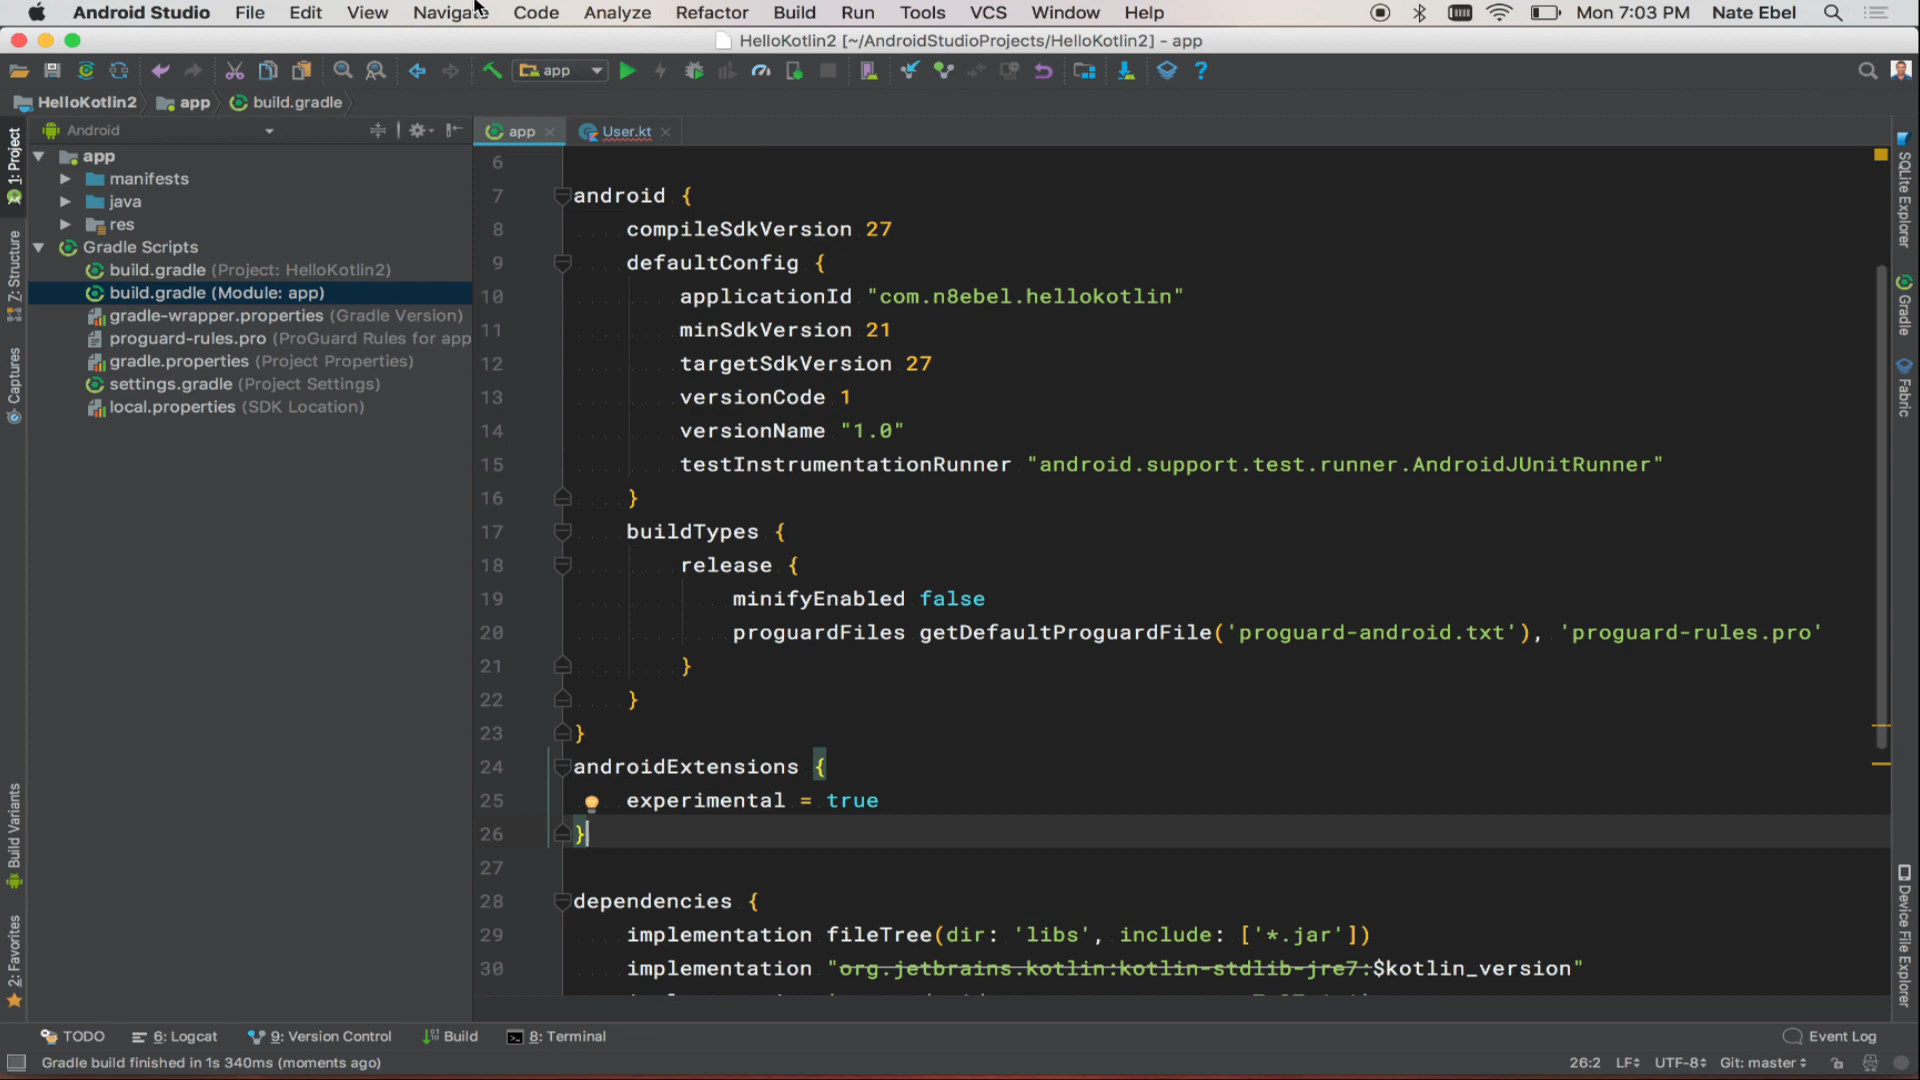 Android Studio File Edit View Navigate Code Analyze Refactor Build Run Tools VCS Window Help Mon 7:03 PM Nate Ebel
HelloKotlin2 [~/AndroidStudioProjects/HelloKotlin2] - app
app
HelloKotlin2 app build.gradle
Android
app User.kt
1: Project
7: Structure
Captures
Build Variants
2: Favorites
app
manifests
java
res
Gradle Scripts
build.gradle (Project: HelloKotlin2)
build.gradle (Module: app)
gradle-wrapper.properties (Gradle Version)
proguard-rules.pro (ProGuard Rules for app
gradle.properties (Project Properties)
settings.gradle (Project Settings)
local.properties (SDK Location)
6
7 android {
8 compileSdkVersion 27
9 defaultConfig {
10 applicationId "com.n8ebel.hellokotlin"
11 minSdkVersion 21
12 targetSdkVersion 27
13 versionCode 1
14 versionName "1.0"
15 testInstrumentationRunner "android.support.test.runner.AndroidJUnitRunner"
16 }
17 buildTypes {
18 release {
19 minifyEnabled false
20 proguardFiles getDefaultProguardFile('proguard-android.txt'), 'proguard-rules.pro'
21 }
22 }
23 }
24 androidExtensions {
25 experimental = true
26 }
27
28 dependencies {
29 implementation fileTree(dir: 'libs', include: ['*.jar'])
30 implementation "org.jetbrains.kotlin:kotlin-stdlib-jre7:$kotlin_version"
SQLite Explorer
Gradle
Fabric
Device File Explorer
TODO 6: Logcat 9: Version Control Build 8: Terminal Event Log
Gradle build finished in 1s 340ms (moments ago) 26:2 LF UTF-8 Git: master